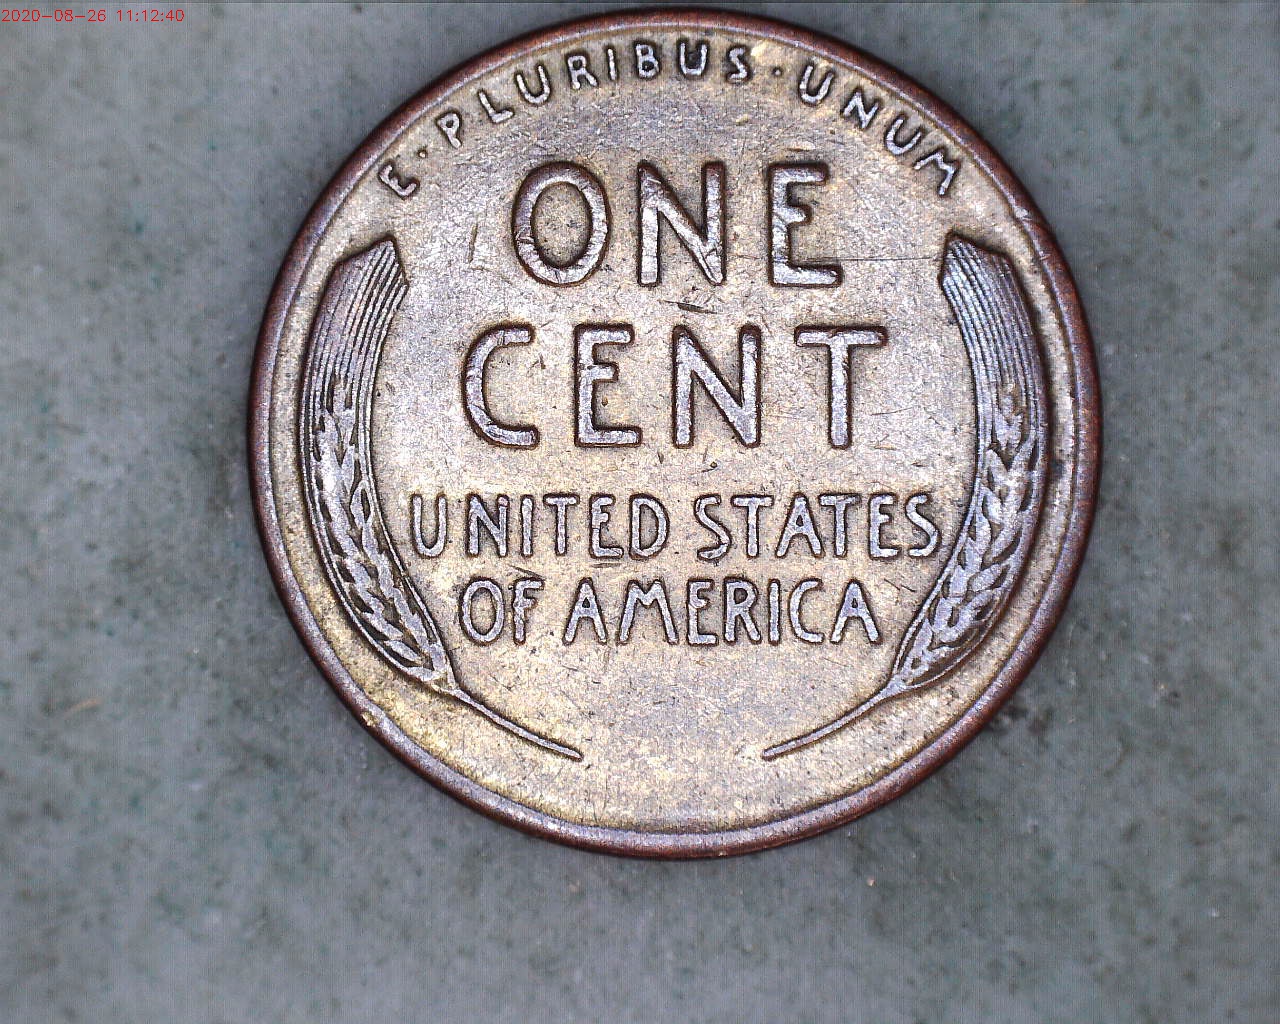 2020-08-26 11:12:40
E·PLURIBUS·UNUM
ONE
CENT
UNITED STATES
OF AMERICA